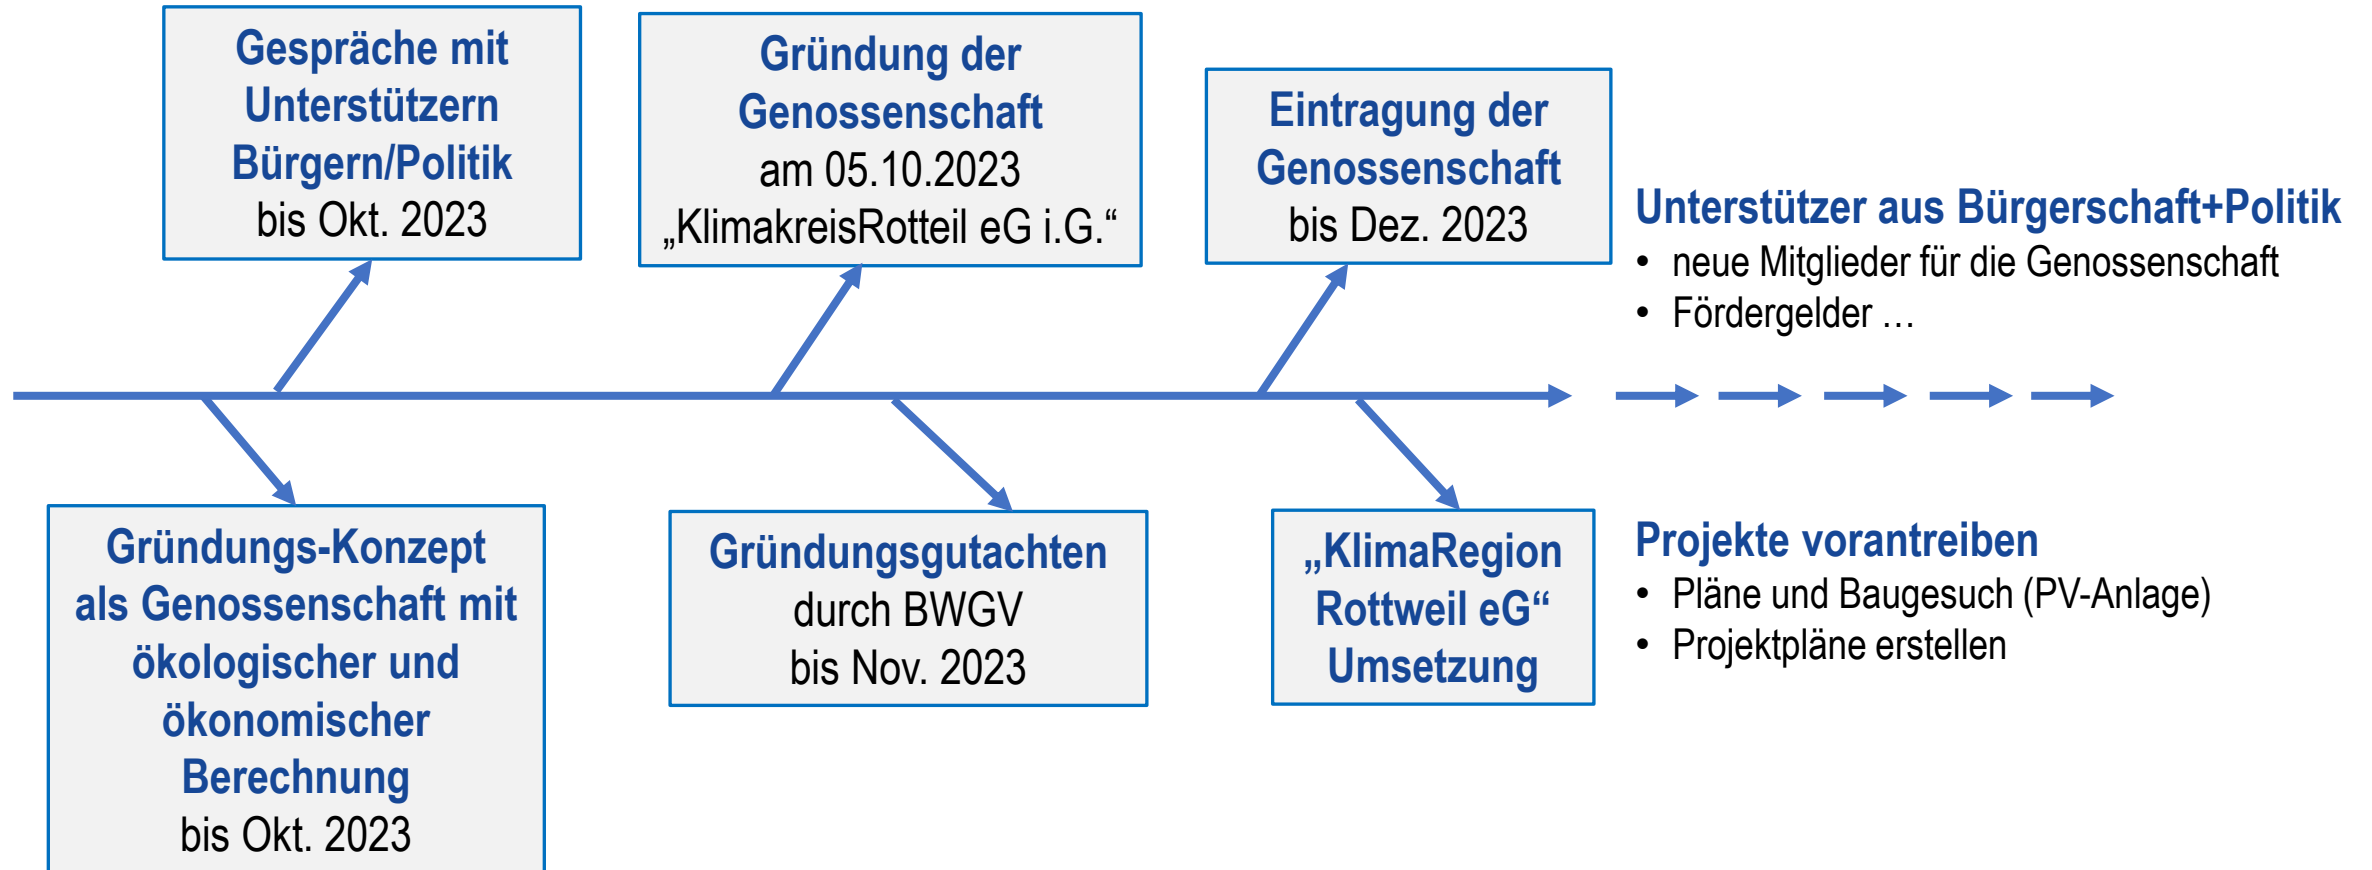 Gespräche mit
Unterstützern
Bürgern/Politik
bis Okt. 2023
Gründung der
Genossenschaft
am 05.10.2023
„KlimakreisRotteil eG i.G.“
Eintragung der
Genossenschaft
bis Dez. 2023
Unterstützer aus Bürgerschaft+Politik
• neue Mitglieder für die Genossenschaft
• Fördergelder …
Gründungs-Konzept
als Genossenschaft mit
ökologischer und
ökonomischer
Berechnung
bis Okt. 2023
Gründungsgutachten
durch BWGV
bis Nov. 2023
„KlimaRegion
Rottweil eG“
Umsetzung
Projekte vorantreiben
• Pläne und Baugesuch (PV-Anlage)
• Projektpläne erstellen